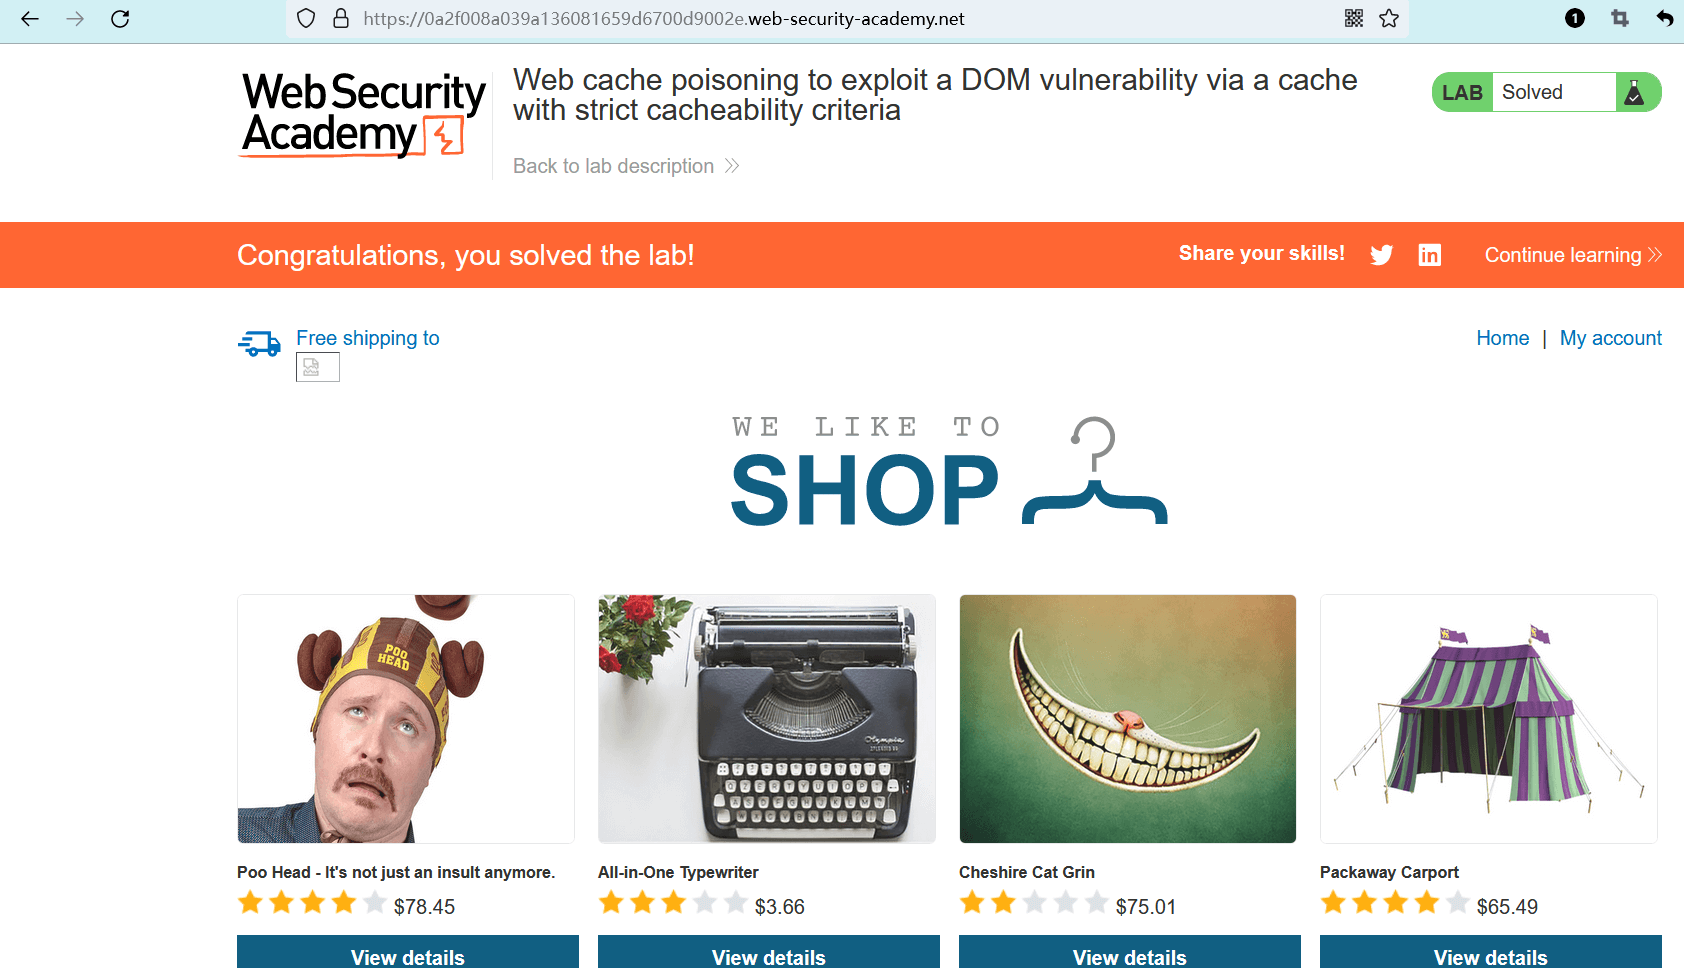 https://0a2f008a039a136081659d6700d9002e.web-security-academy.net
1
Web Security
Academy
Web cache poisoning to exploit a DOM vulnerability via a cache
with strict cacheability criteria
Back to lab description
LAB Solved
Congratulations, you solved the lab!
Share your skills!
in
Continue learning
Free shipping to
Home | My account
WE LIKE TO
SHOP
POO
HEAD
Olympia
Poo Head - It's not just an insult anymore.
All-in-One Typewriter
Cheshire Cat Grin
Packaway Carport
$78.45
$3.66
$75.01
$65.49
View details
View details
View details
View details